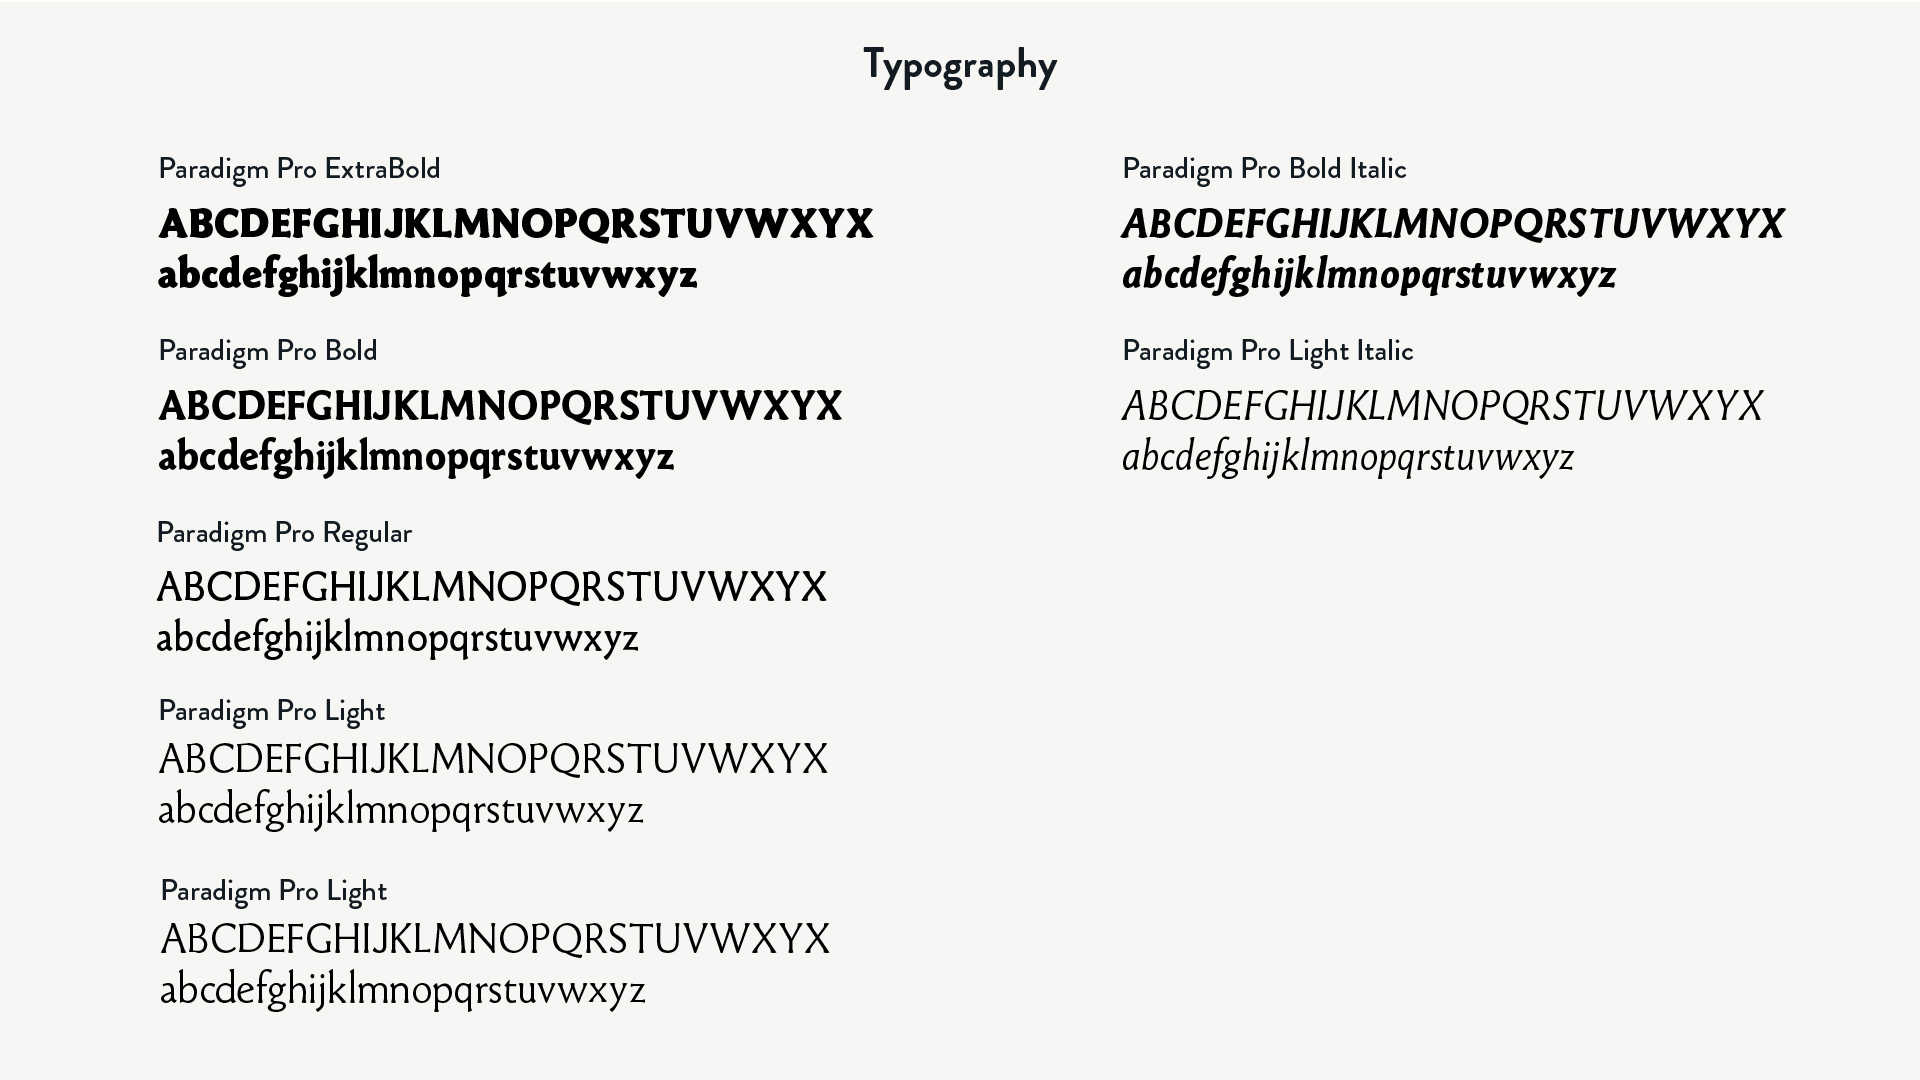 Typography
Paradigm Pro ExtraBold
ABCDEFGHIJKLMNOPQRSTUVWXYX
abcdefghijklmnopqrstuvwxyz
Paradigm Pro Bold
ABCDEFGHIJKLMNOPQRSTUVWXYX
abcdefghijklmnopqrstuvwxyz
Paradigm Pro Regular
ABCDEFGHIJKLMNOPQRSTUVWXYX
abcdefghijklmnopqrstuvwxyz
Paradigm Pro Light
ABCDEFGHIJKLMNOPQRSTUVWXYX
abcdefghijklmnopqrstuvwxyz
Paradigm Pro Light
ABCDEFGHIJKLMNOPQRSTUVWXYX
abcdefghijklmnopqrstuvwxyz
Paradigm Pro Bold Italic
ABCDEFGHIJKLMNOPQRSTUVWXYX
abcdefghijklmnopqrstuvwxyz
Paradigm Pro Light Italic
ABCDEFGHIJKLMNOPQRSTUVWXYX
abcdefghijklmnopqrstuvwxyz